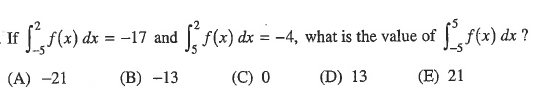 If ∫_{-5}^{2} f(x) dx = −17 and ∫_{5}^{2} f(x) dx = −4, what is the value of ∫_{-5}^{5} f(x) dx ?
(A) −21 (B) −13 (C) 0 (D) 13 (E) 21